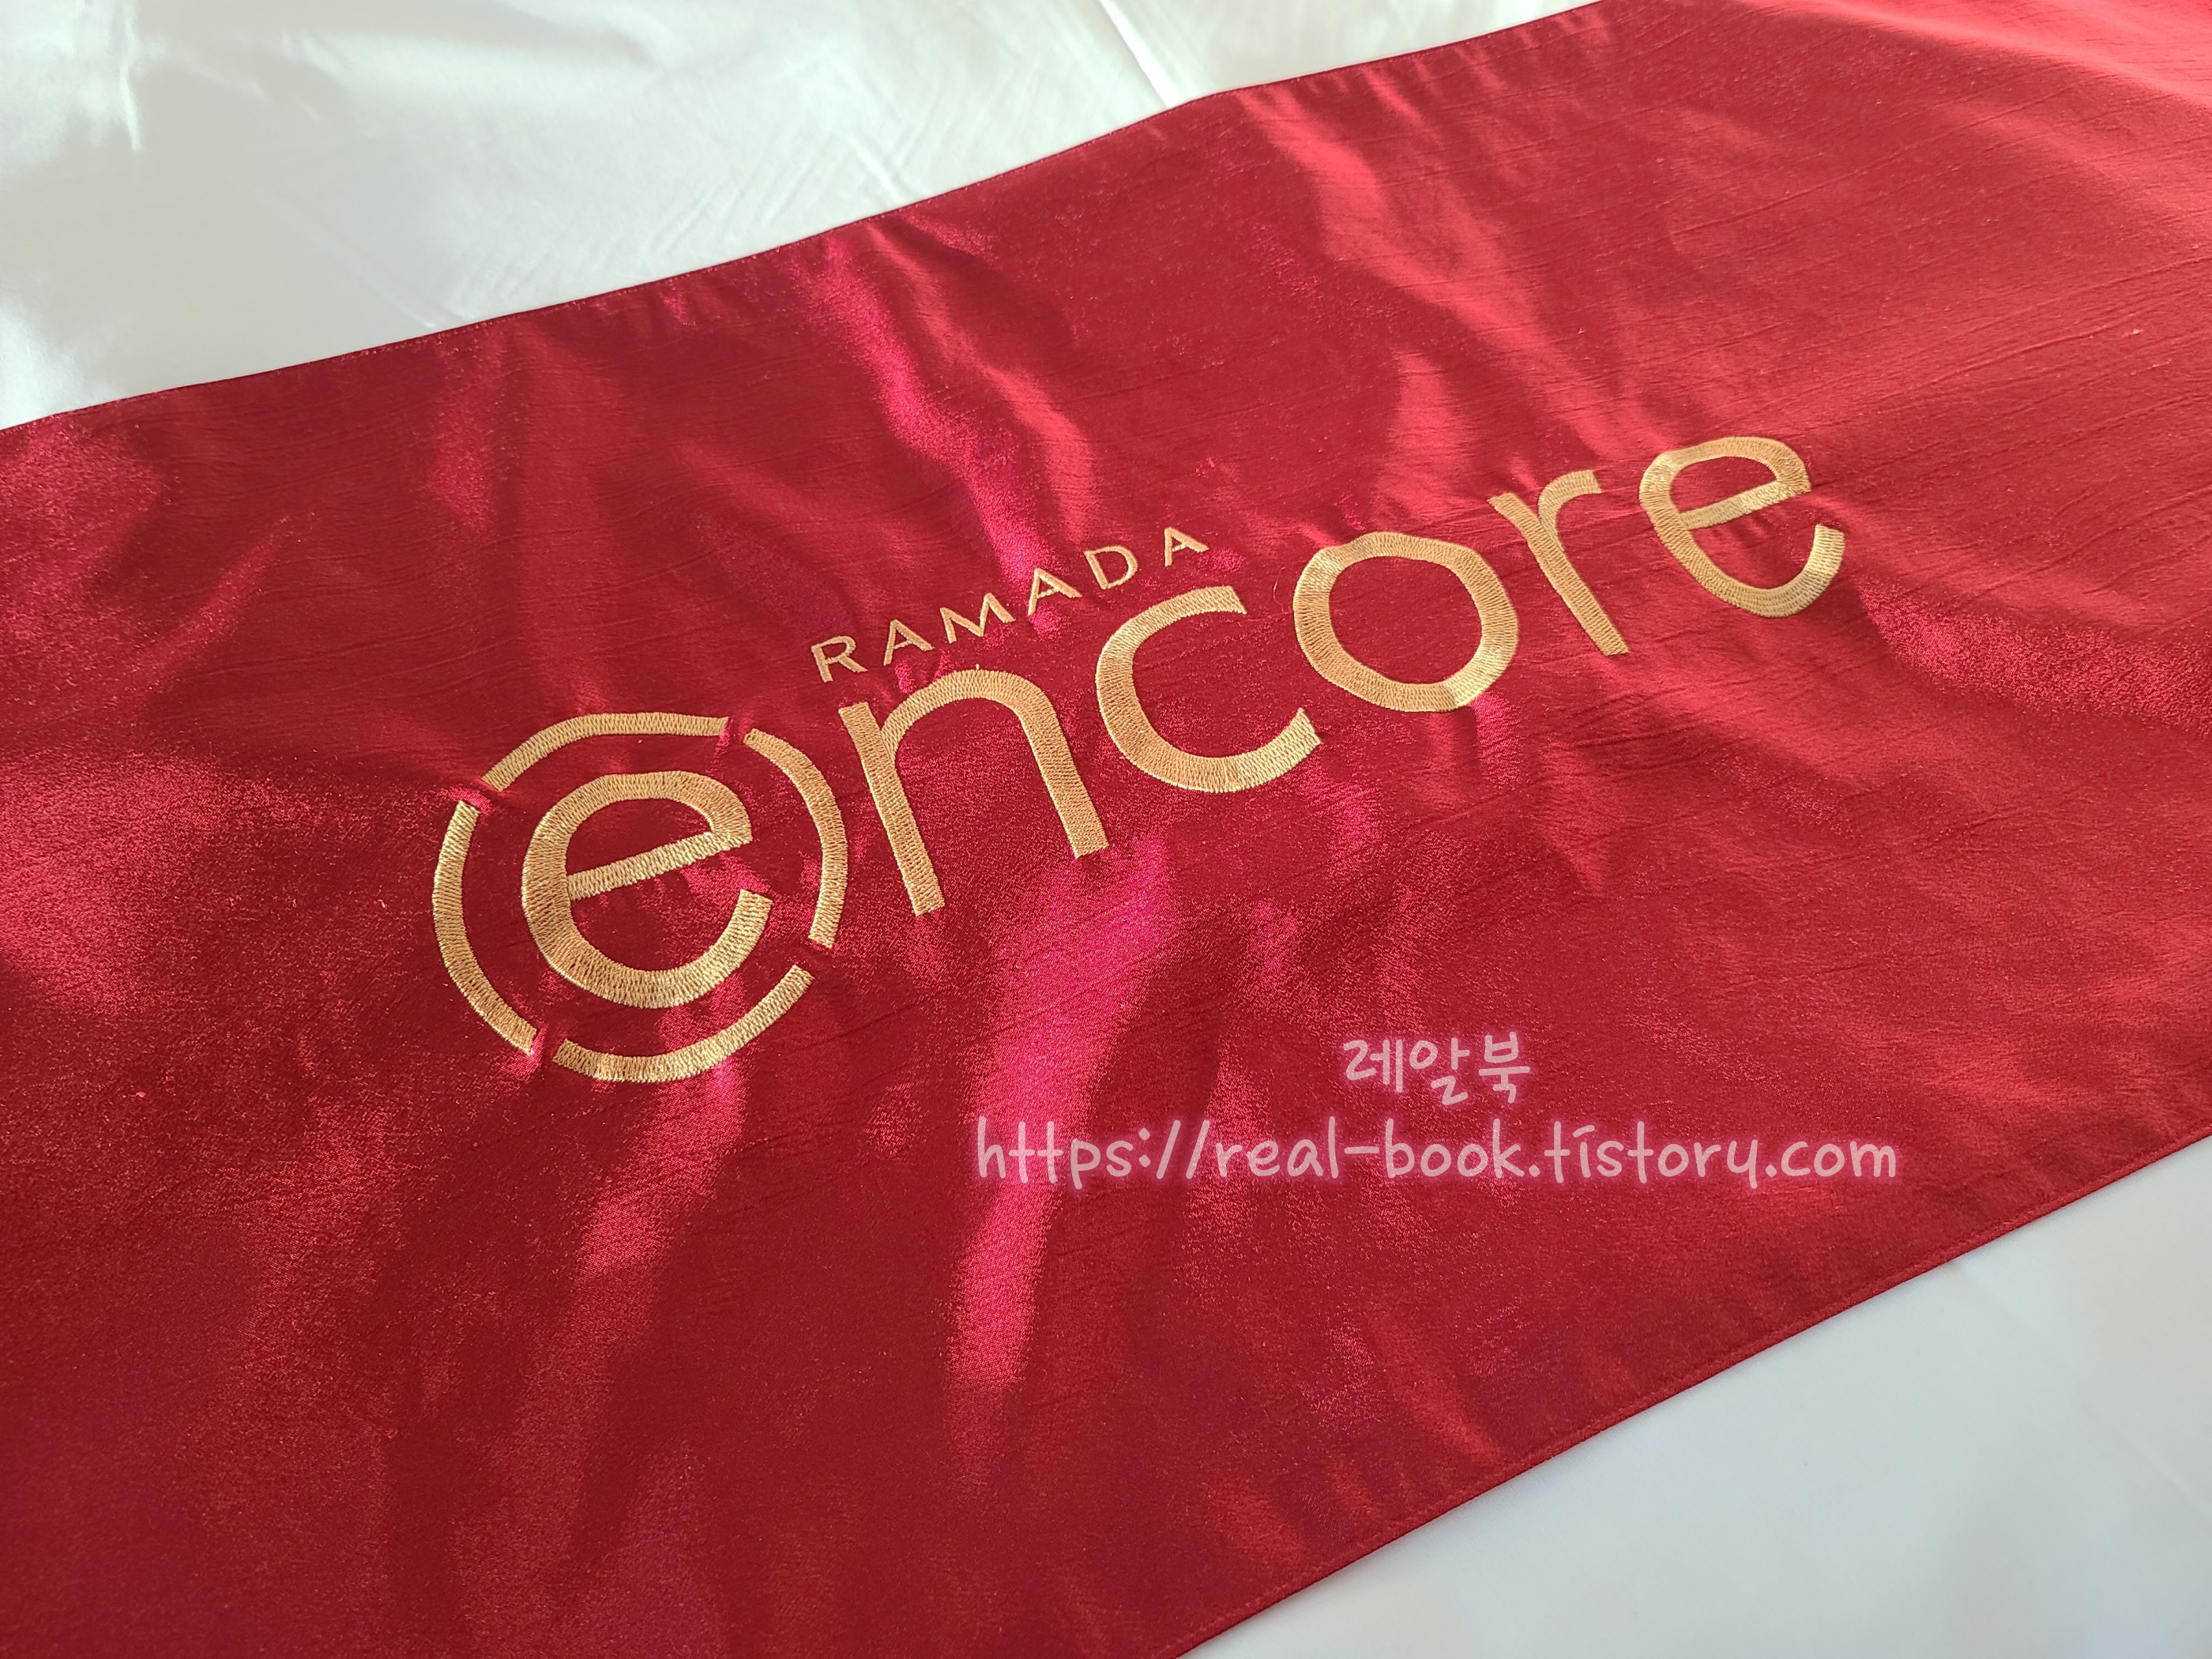 RAMADA
encore
레알북
https://real-book.tistory.com